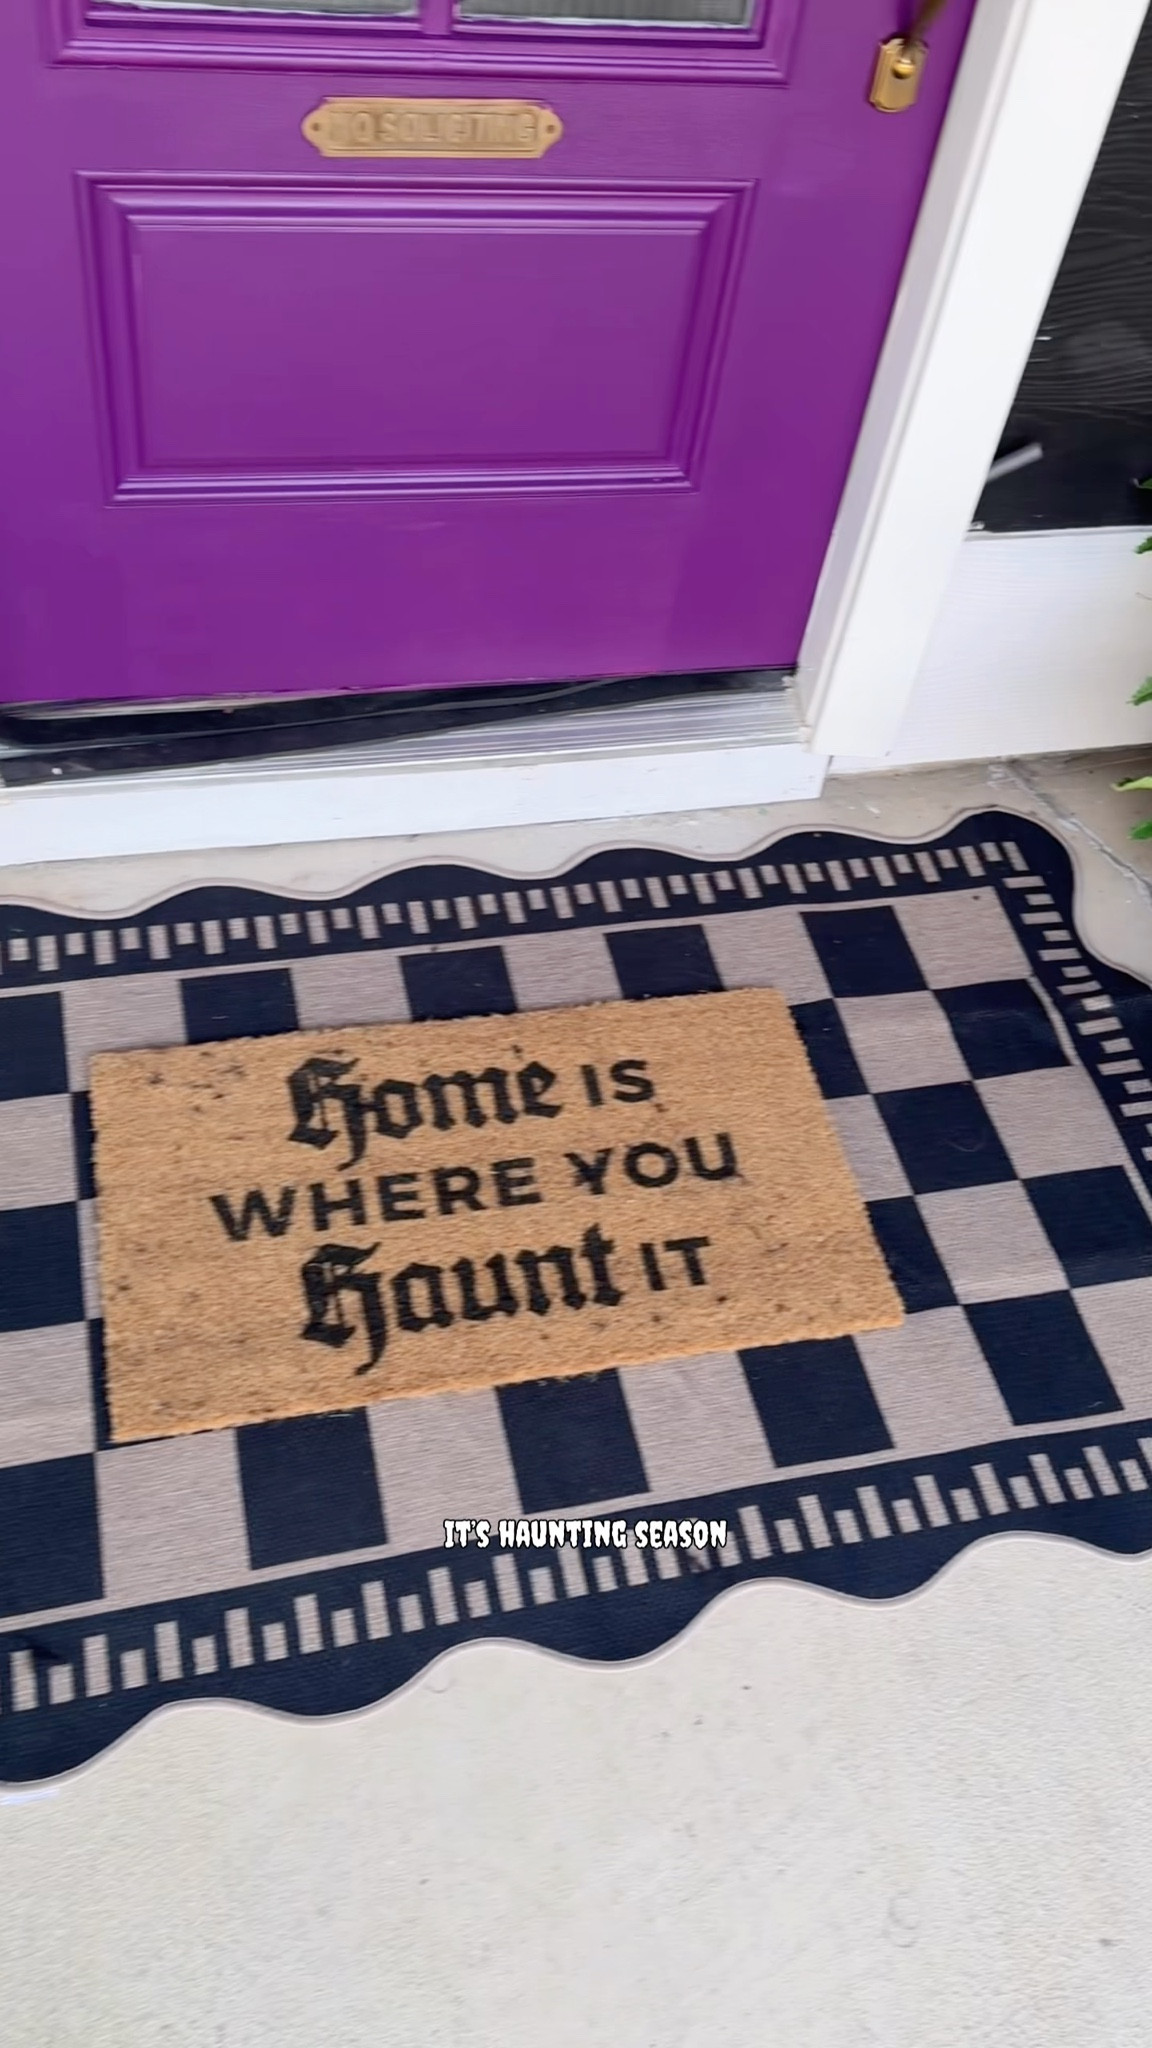 NO SOLICITING
Home IS
WHERE YOU
Haunt IT
IT'S HAUNTING SEASON